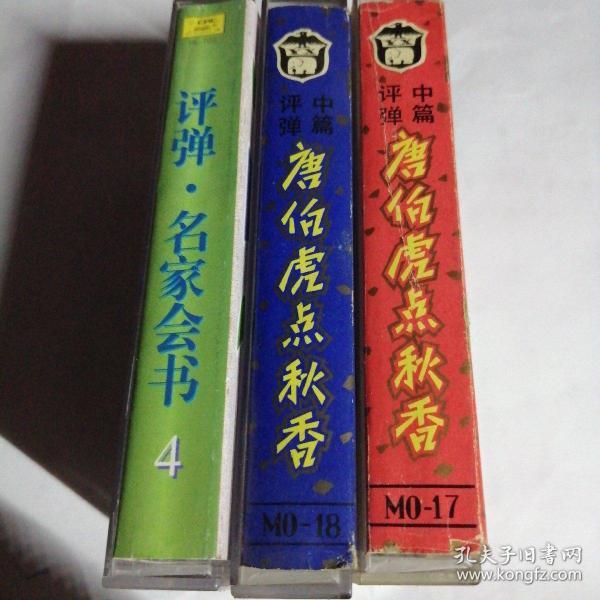 评弹·名家会书
4
中篇
评弹
唐伯虎点秋香
MO-18
中篇
评弹
唐伯虎点秋香
MO-17
孔夫子旧书网
www.kongfz.com